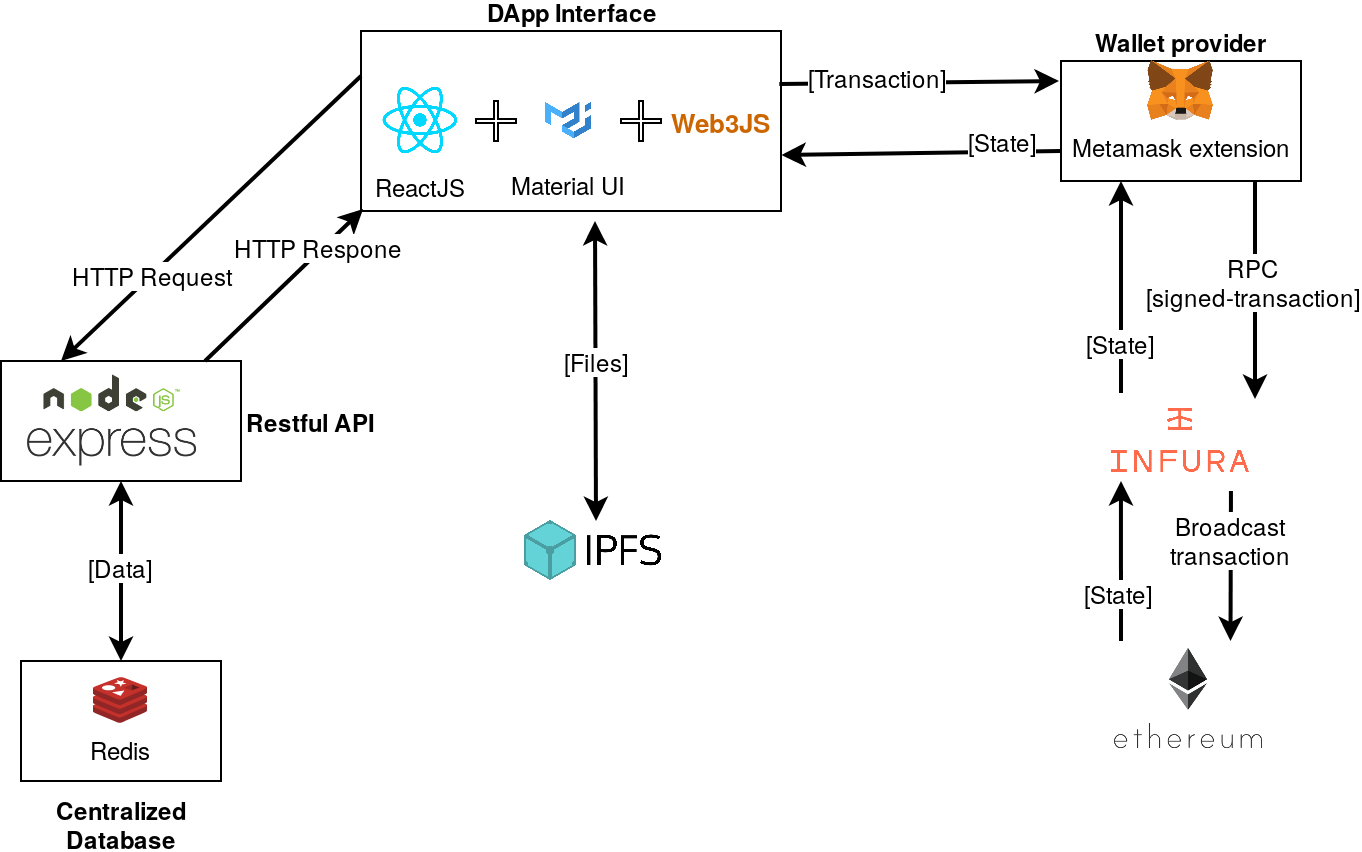 DApp Interface
Wallet provider
[Transaction]
Web3JS
[State]
Metamask extension
ReactJS
Material UI
HTTP Respone
HTTP Request
RPC
[signed-transaction]
[State]
[Files]
node JS™
express
Restful API
INFURA
Broadcast
transaction
IPFS
[Data]
[State]
Redis
ethereum
Centralized
Database